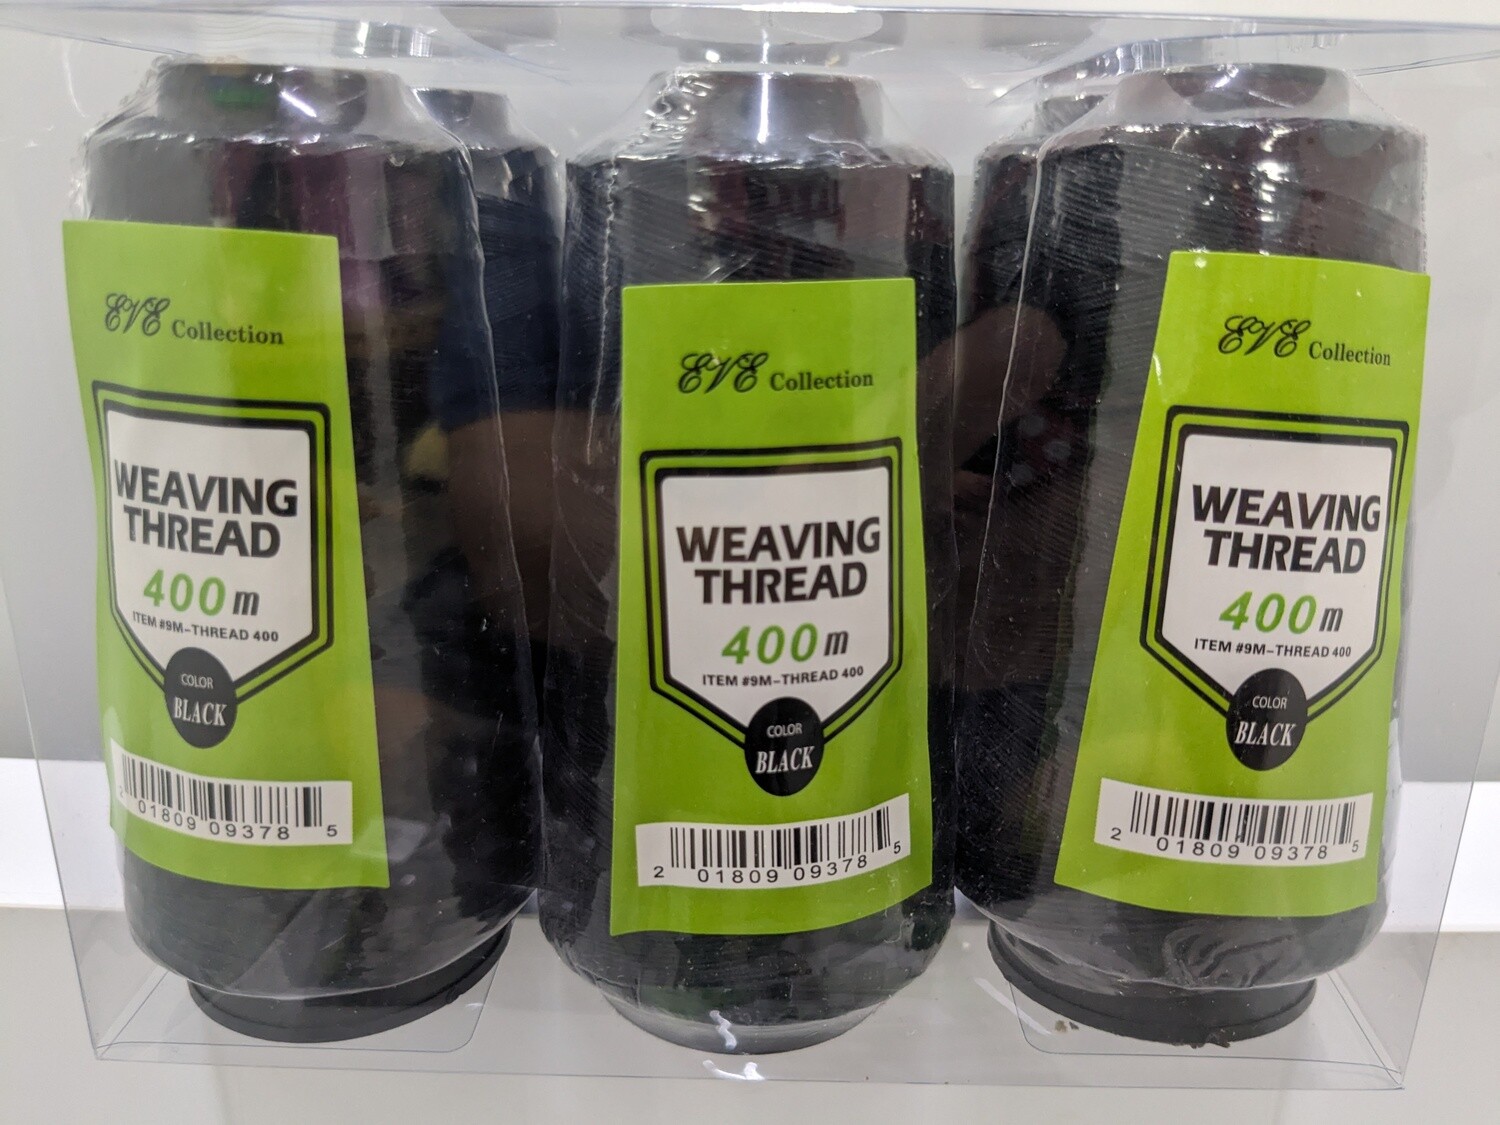 EVE Collection
WEAVING
THREAD
400m
ITEM #9M-THREAD 400
COLOR
BLACK
2 01809 09378 5
EVE Collection
WEAVING
THREAD
400m
ITEM #9M-THREAD 400
COLOR
BLACK
2 01809 09378 5
EVE Collection
WEAVING
THREAD
400m
ITEM #9M-THREAD 400
COLOR
BLACK
2 01809 09378 5